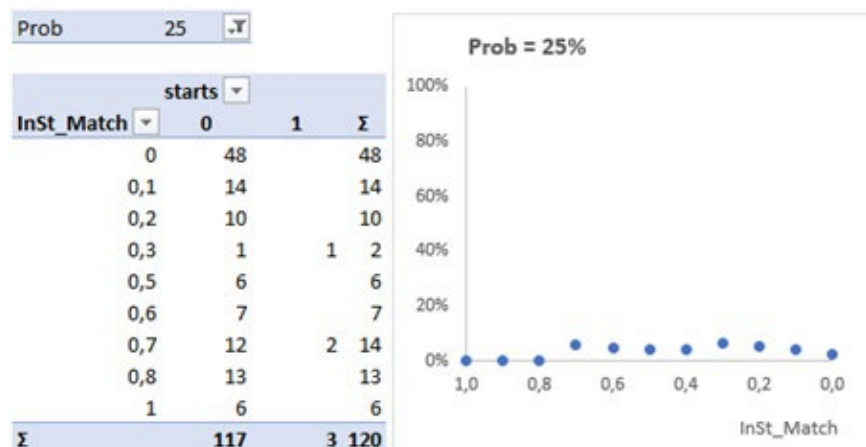 Prob 25
starts
InSt_Match 0 1 Σ
0 48 48
0,1 14 14
0,2 10 10
0,3 1 1 2
0,5 6 6
0,6 7 7
0,7 12 2 14
0,8 13 13
1 6 6
Σ 117 3 120
Prob = 25%
100%
80%
60%
40%
20%
0%
1,0 0,8 0,6 0,4 0,2 0,0
InSt_Match